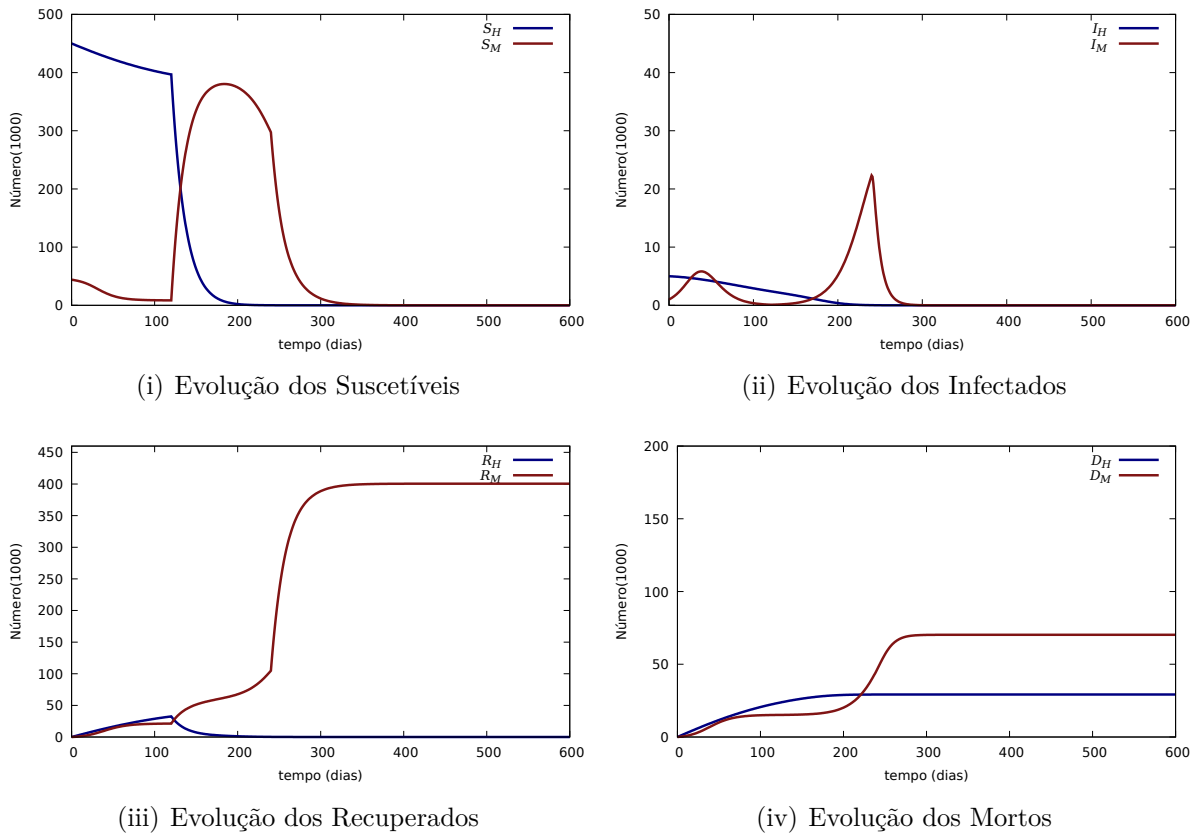 500
400
300
200
100
0
Número(1000)
0 100 200 300 400 500 600
tempo (dias)
S_H
S_M
(i) Evolução dos Suscetíveis
50
40
30
20
10
0
Número(1000)
0 100 200 300 400 500 600
tempo (dias)
I_H
I_M
(ii) Evolução dos Infectados
450
400
350
300
250
200
150
100
50
0
Número(1000)
0 100 200 300 400 500 600
tempo (dias)
R_H
R_M
(iii) Evolução dos Recuperados
200
150
100
50
0
Número(1000)
0 100 200 300 400 500 600
tempo (dias)
D_H
D_M
(iv) Evolução dos Mortos